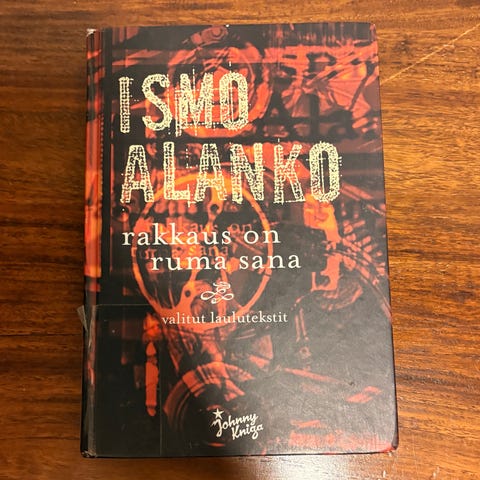 ISMO
ALANKO
rakkaus on
ruma sana
valitut laulutekstit
Johnny
Kniga